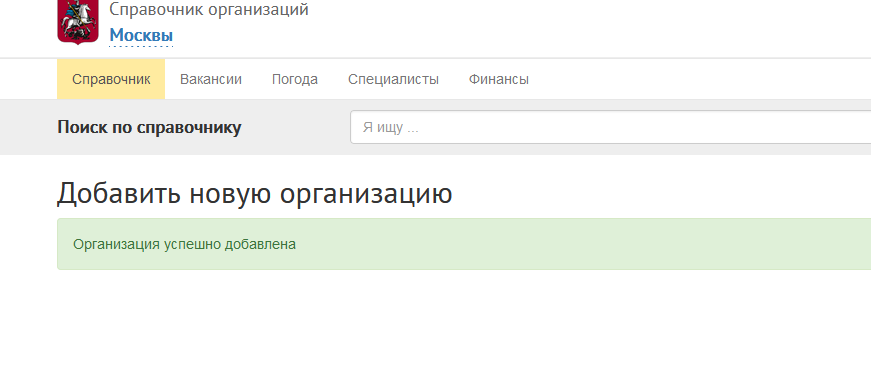 Справочник организаций
Москвы
Справочник Вакансии Погода Специалисты Финансы
Поиск по справочнику Я ищу ...
Добавить новую организацию
Организация успешно добавлена